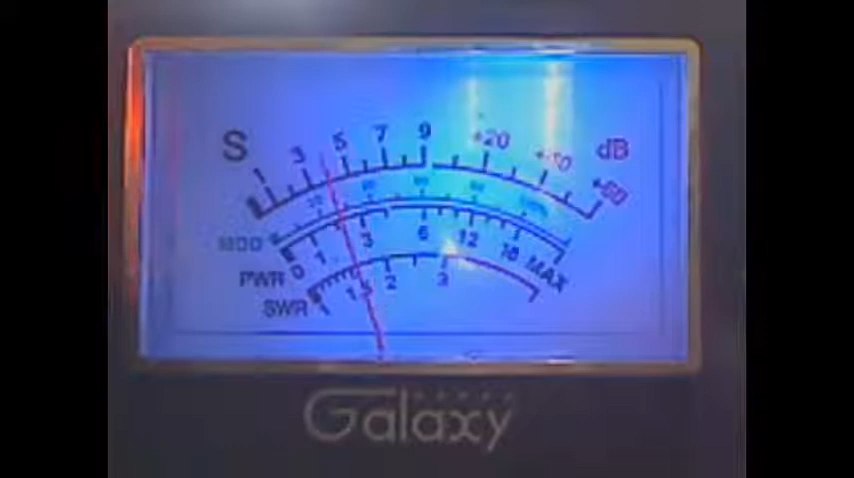 S 1 3 5 7 9 +20 +40 +60 dB
MOD
PWR 0 1 3 6 12 18 MAX
SWR 1 1.5 2 3
Galaxy